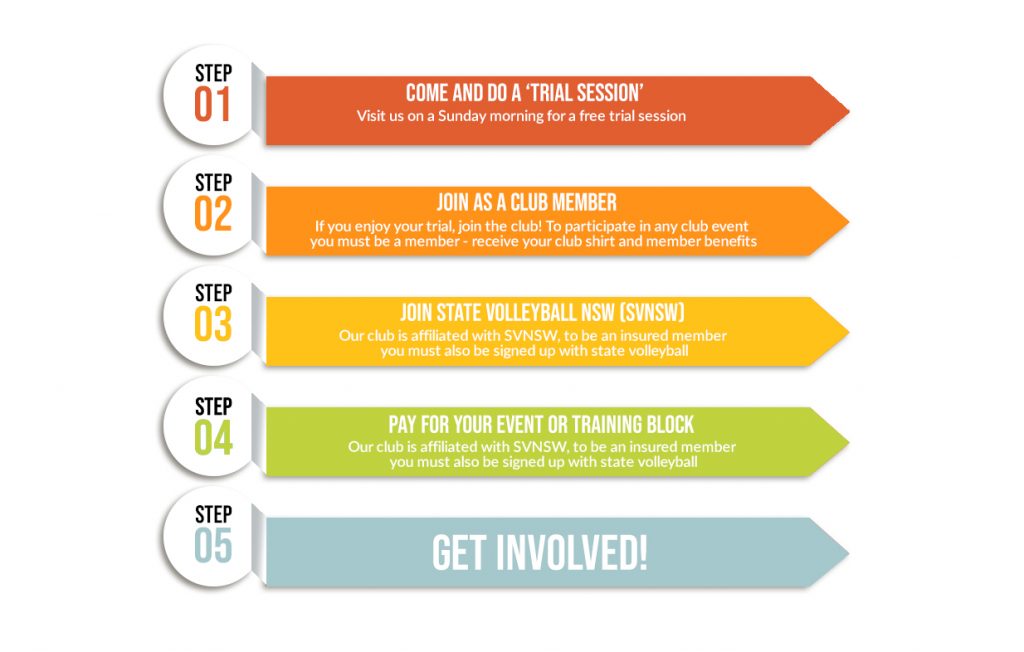 STEP
01
COME AND DO A ‘TRIAL SESSION’
Visit us on a Sunday morning for a free trial session
STEP
02
JOIN AS A CLUB MEMBER
If you enjoy your trial, join the club! To participate in any club event
you must be a member - receive your club shirt and member benefits
STEP
03
JOIN STATE VOLLEYBALL NSW (SVNSW)
Our club is affiliated with SVNSW, to be an insured member
you must also be signed up with state volleyball
STEP
04
PAY FOR YOUR EVENT OR TRAINING BLOCK
Our club is affiliated with SVNSW, to be an insured member
you must also be signed up with state volleyball
STEP
05
GET INVOLVED!